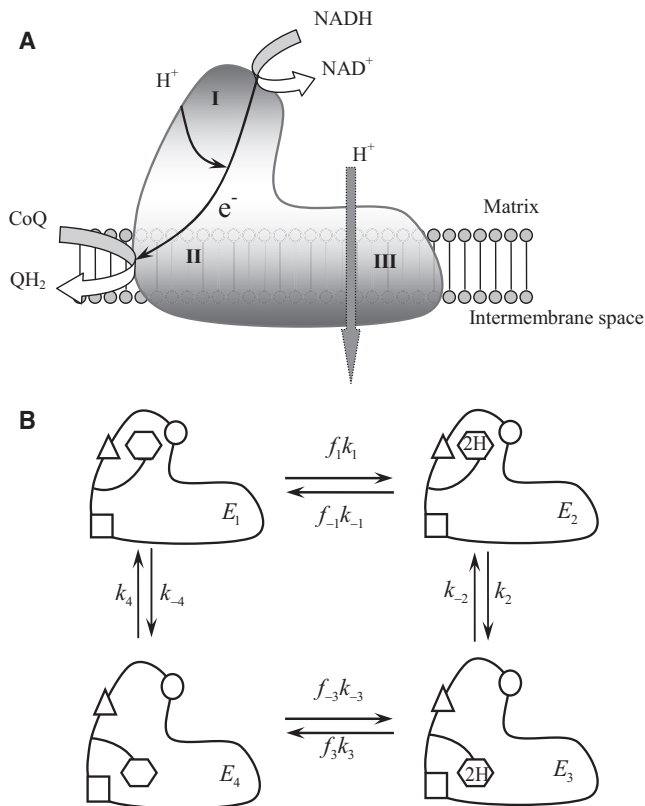 A
NADH
NAD⁺
H⁺
I
H⁺
e⁻
CoQ
Matrix
II
III
QH₂
Intermembrane space
B
2H
f₁k₁
E₁
E₂
f₋₁k₋₁
k₄
k₋₄
k₋₂
k₂
f₋₃k₋₃
f₃k₃
E₄
2H
E₃